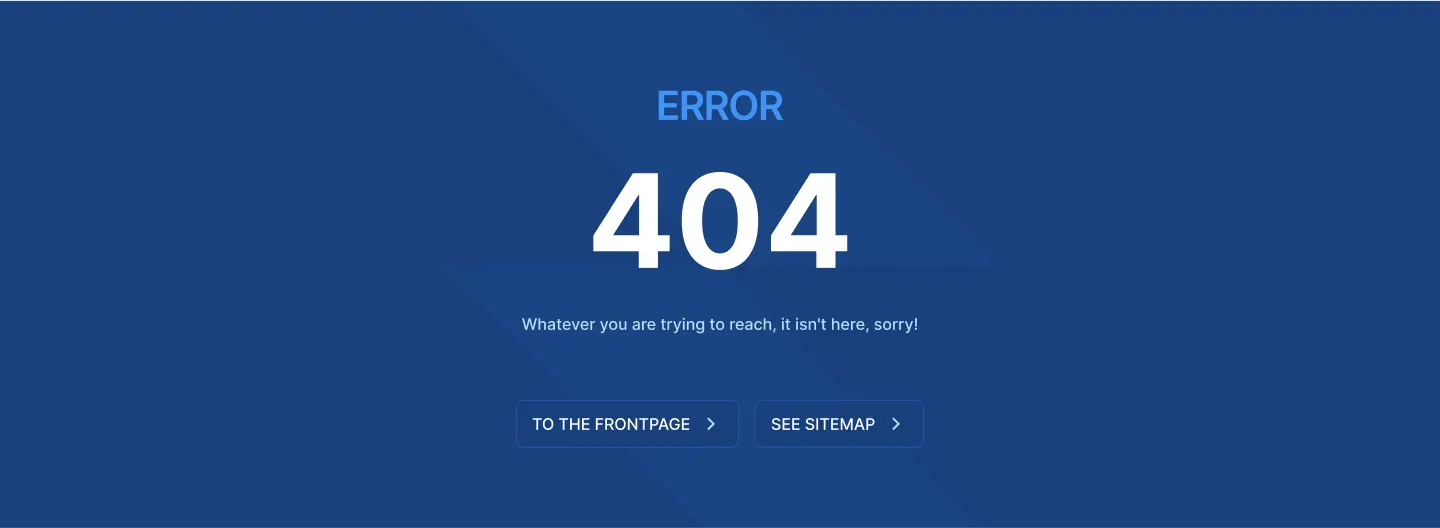 ERROR
404
Whatever you are trying to reach, it isn't here, sorry!
TO THE FRONTPAGE
SEE SITEMAP